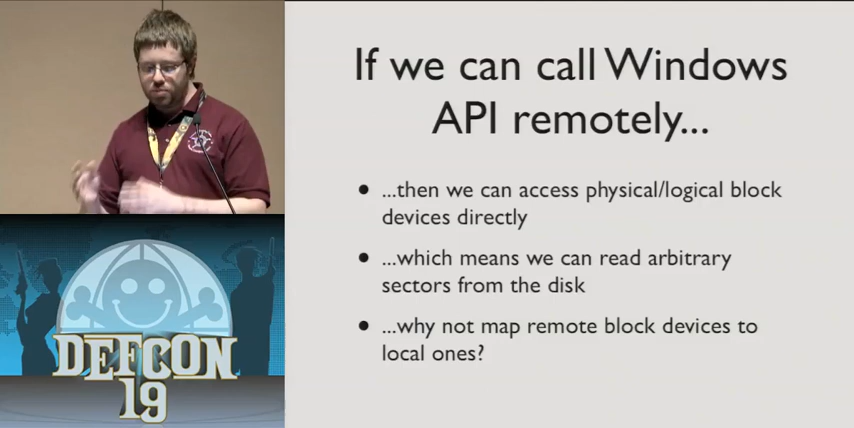 If we can call Windows
API remotely...
● ...then we can access physical/logical block
devices directly
● ...which means we can read arbitrary
sectors from the disk
● ...why not map remote block devices to
local ones?
DEFCON
19